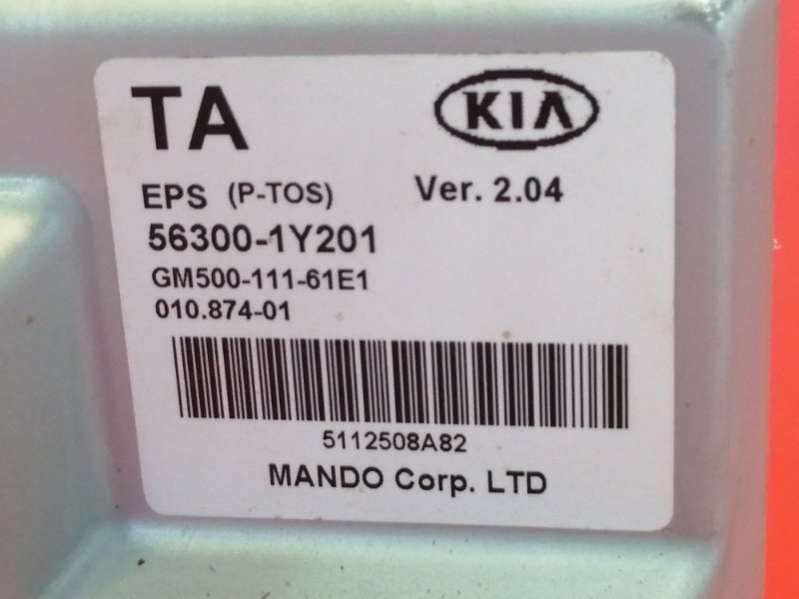 TA
KIA
EPS (P-TOS) Ver. 2.04
56300-1Y201
GM500-111-61E1
010.874-01
5112508A82
MANDO Corp. LTD